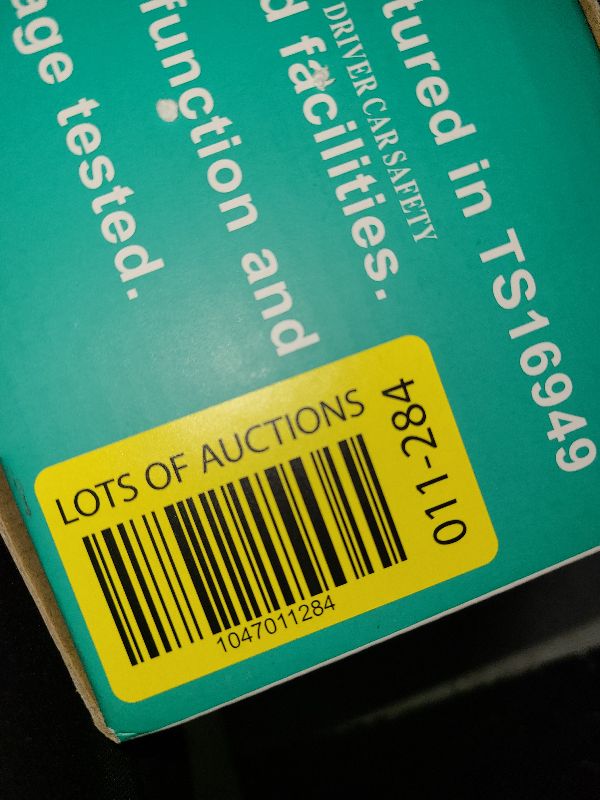 tured in TS16949
DRIVER CAR SAFETY
d facilities.
function and
age tested.
LOTS OF AUCTIONS
011-284
1047011284